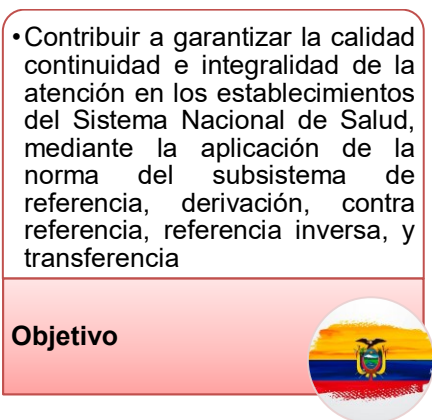 •Contribuir a garantizar la calidad
continuidad e integralidad de la
atención en los establecimientos
del Sistema Nacional de Salud,
mediante la aplicación de la
norma del subsistema de
referencia, derivación, contra
referencia, referencia inversa, y
transferencia
Objetivo